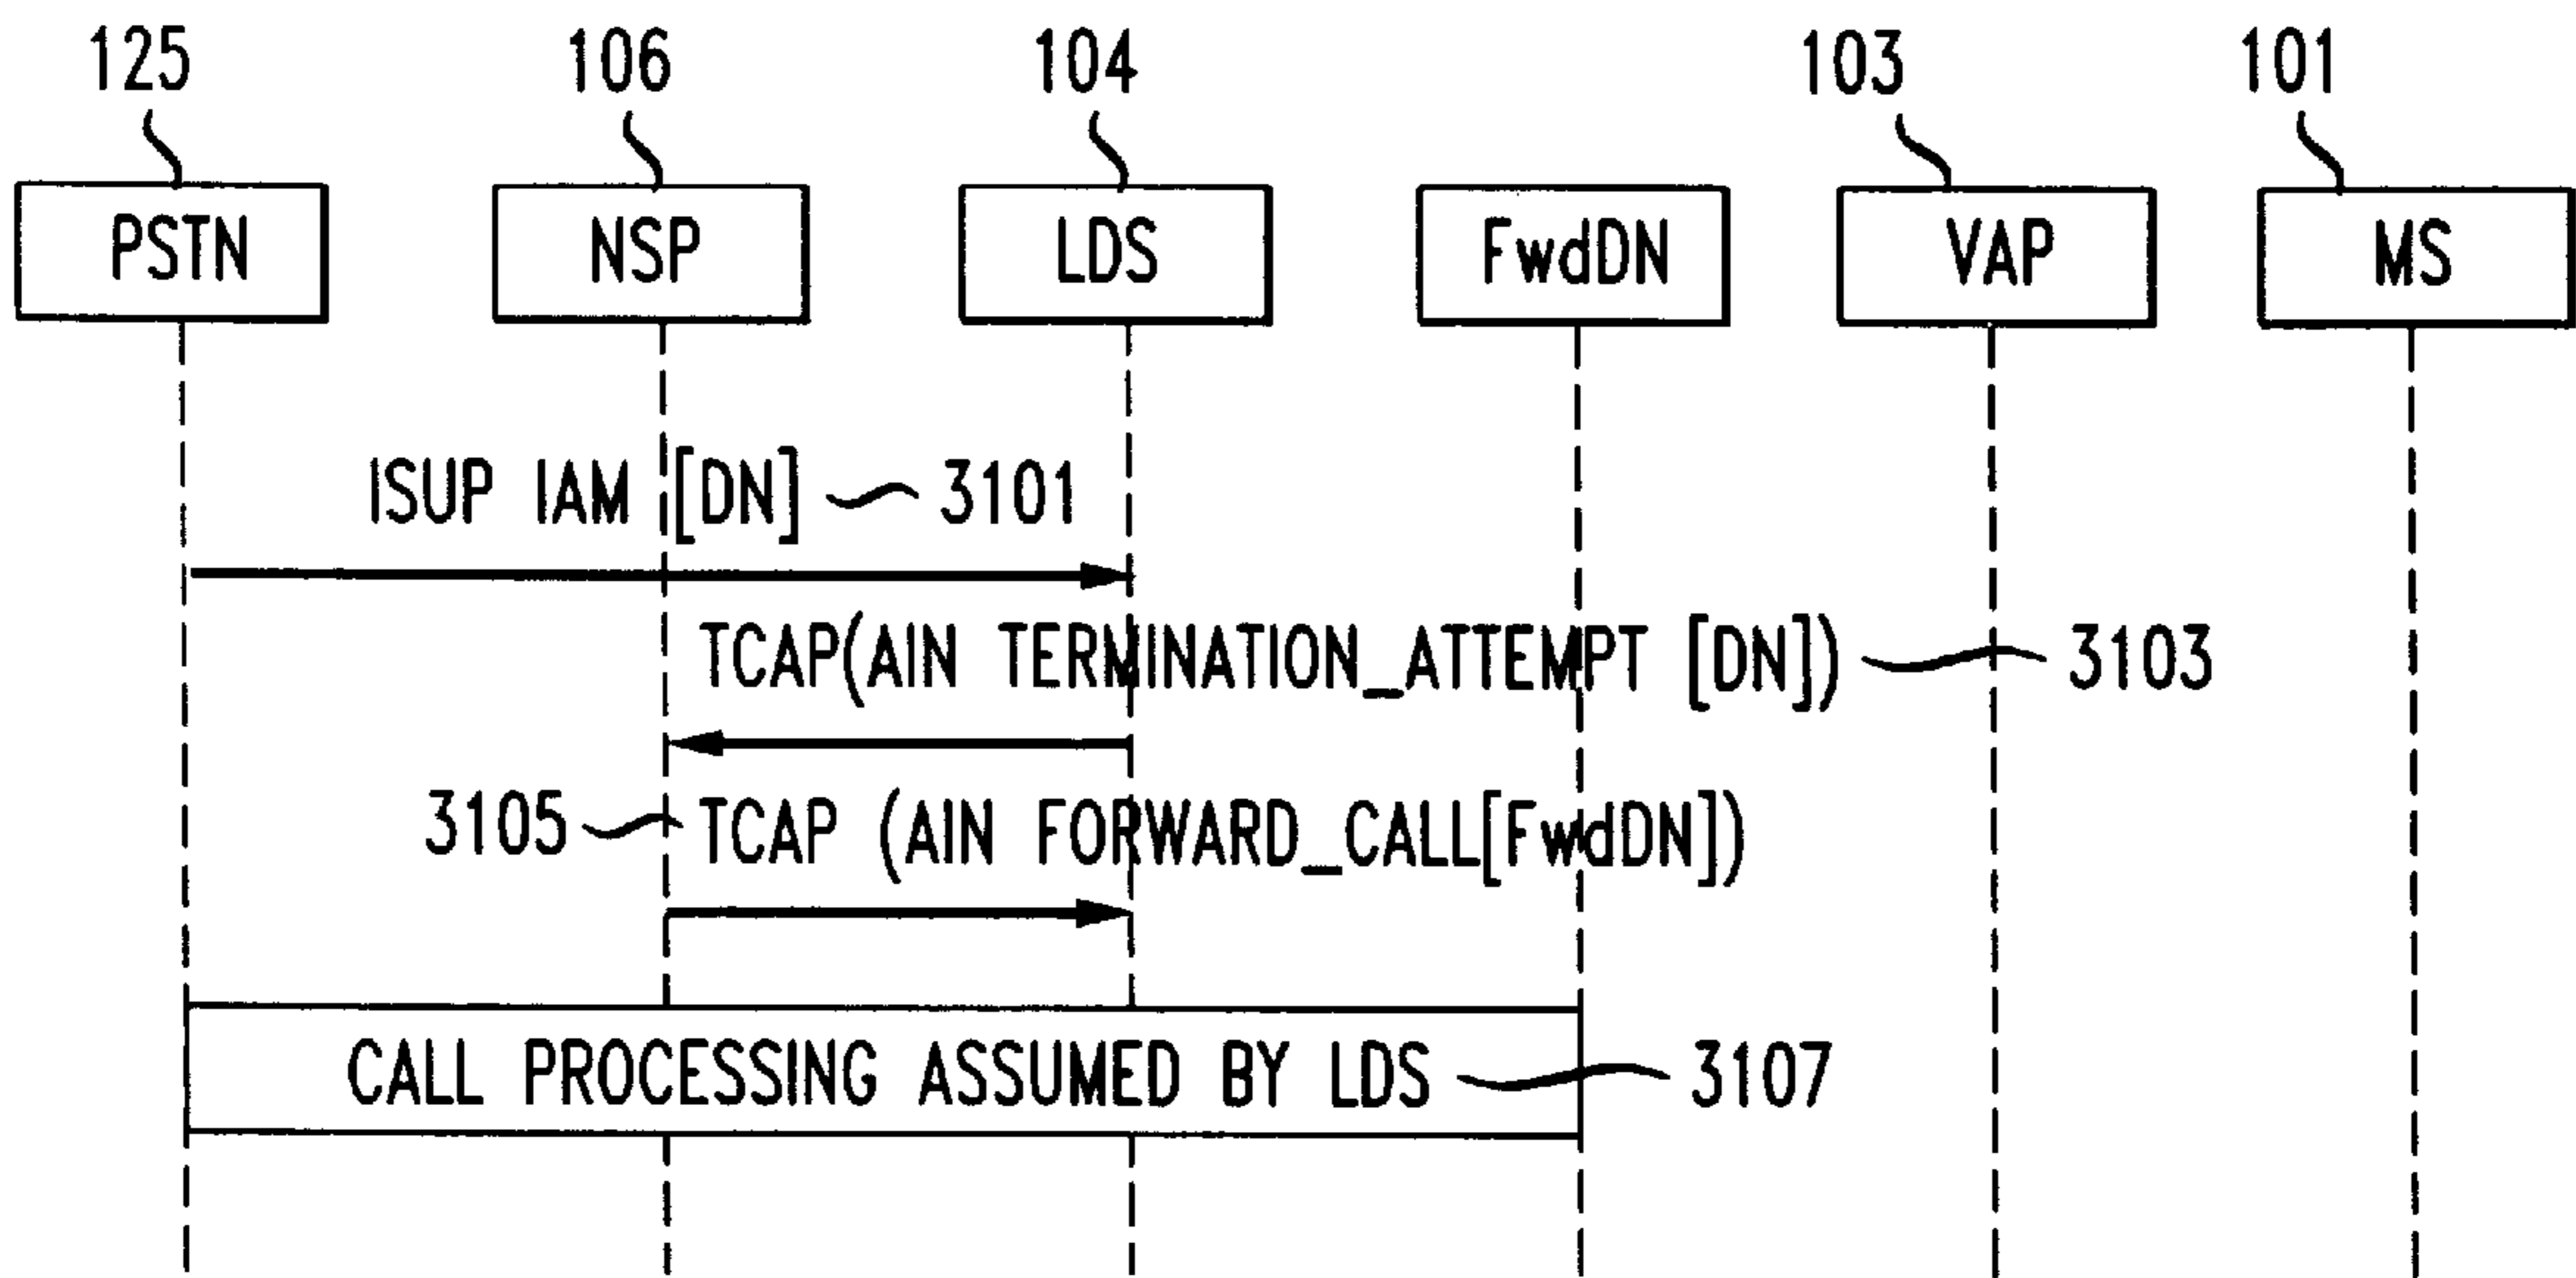 125 106 104 103 101
PSTN NSP LDS FwdDN VAP MS
ISUP IAM [DN] 3101
TCAP(AIN TERMINATION_ATTEMPT [DN]) 3103
3105 TCAP (AIN FORWARD_CALL[FwdDN])
CALL PROCESSING ASSUMED BY LDS 3107